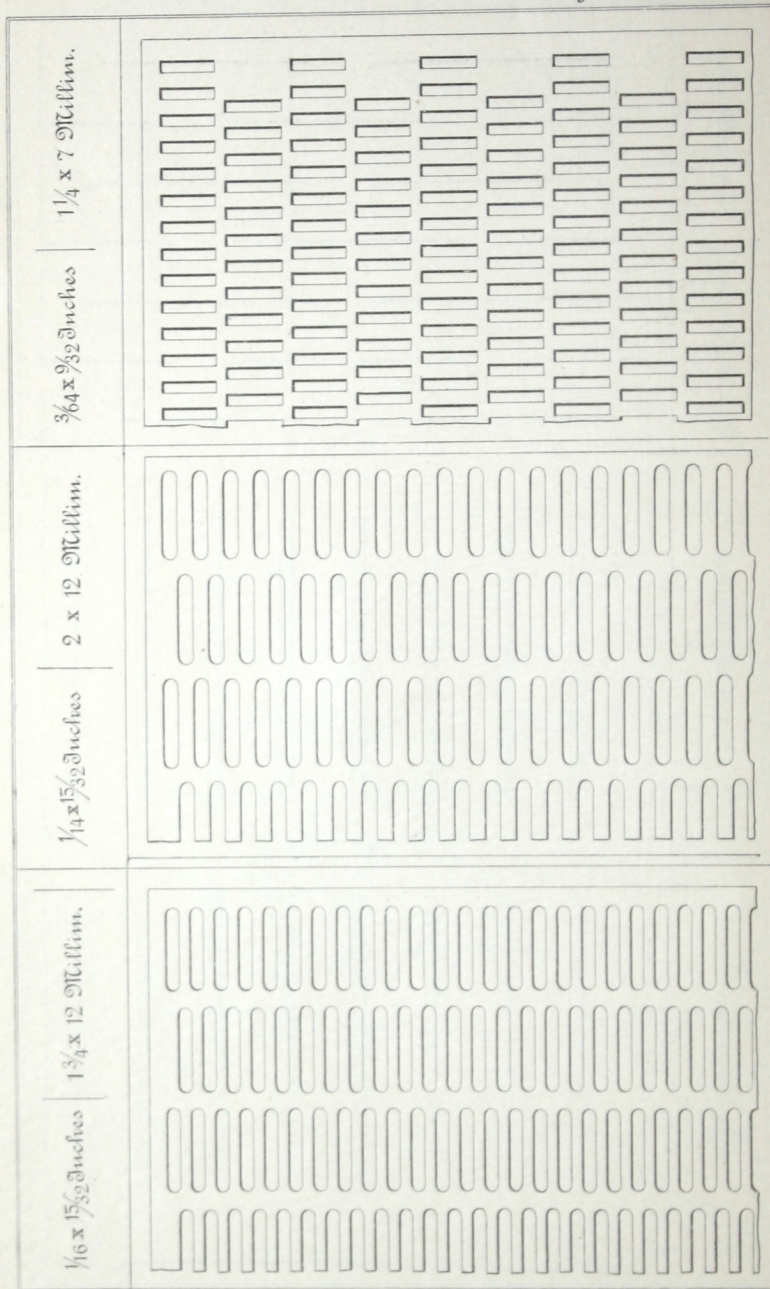 3/64 x 9/32 Inches | 1 1/4 x 7 Millim.
1/14 x 15/32 Inches | 2 x 12 Millim.
1/16 x 15/32 Inches | 1 3/4 x 12 Millim.